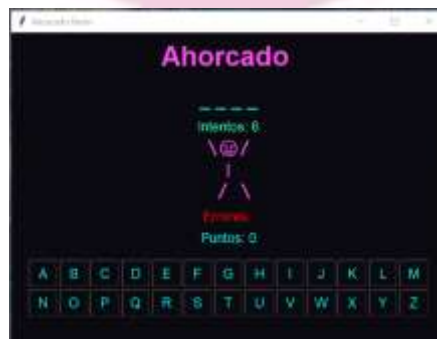 Ahorcado
_ _ _ _
Intentos: 6
Errores:
Puntos: 0
A B C D E F G H I J K L M
N O P Q R S T U V W X Y Z